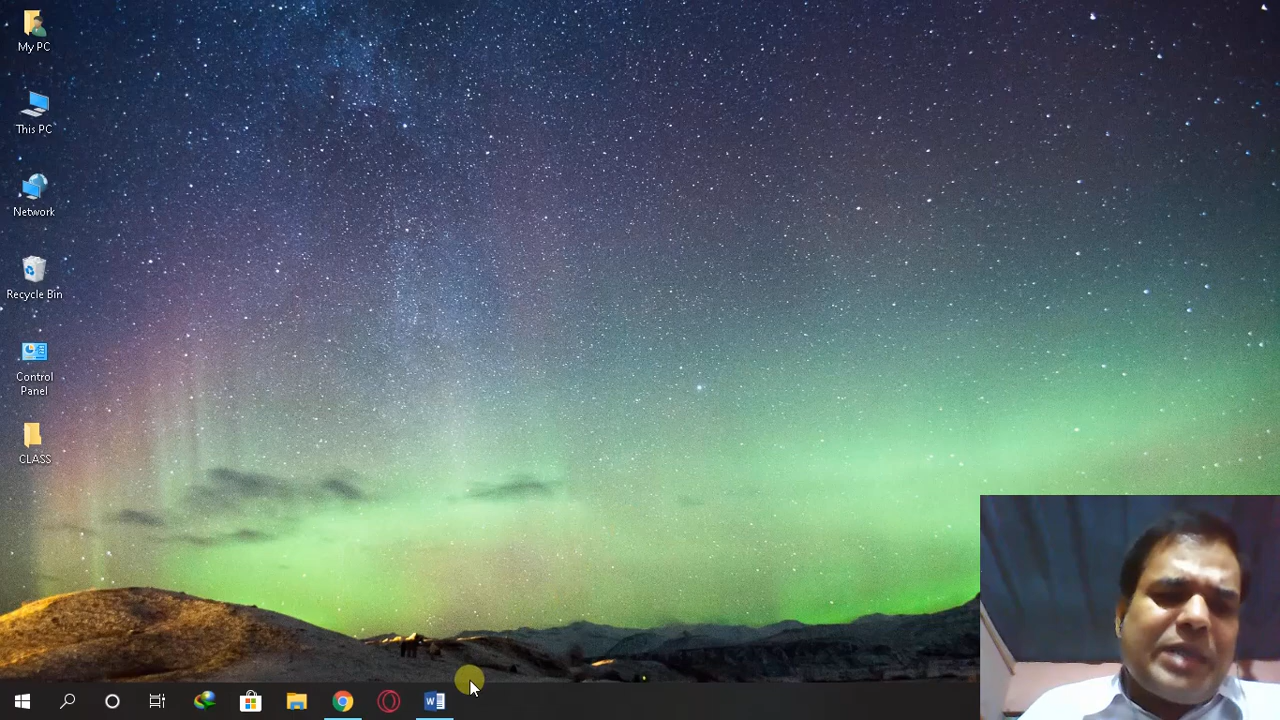 My PC
This PC
Network
Recycle Bin
Control
Panel
CLASS
W